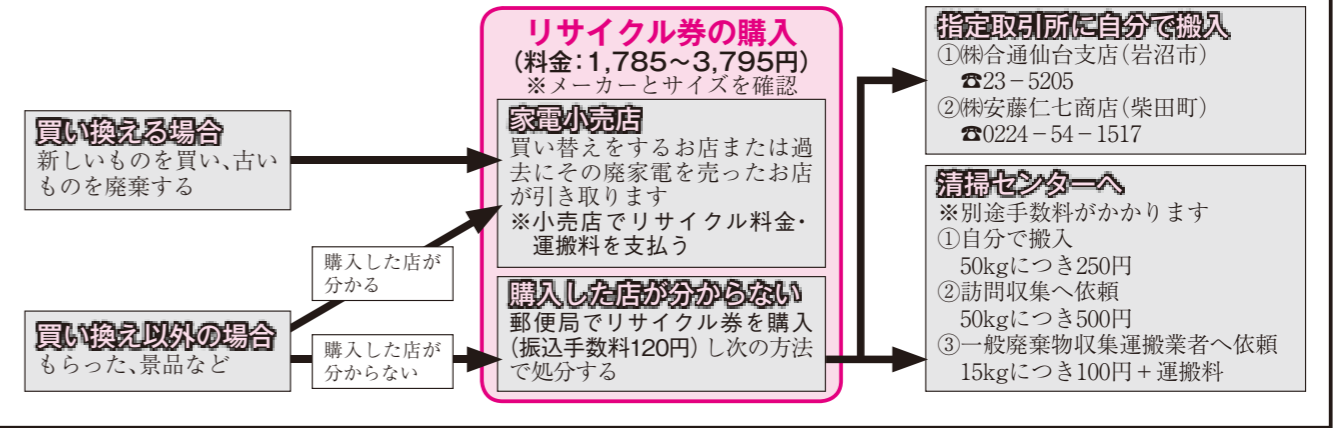 買い換える場合
新しいものを買い、古い
ものを廃棄する
買い換え以外の場合
もらった、景品など
購入した店が
分かる
購入した店が
分からない
リサイクル券の購入
(料金:1,785~3,795円)
※メーカーとサイズを確認
家電小売店
買い替えをするお店または過
去にその廃家電を売ったお店
が引き取ります
※小売店でリサイクル料金・
運搬料を支払う
購入した店が分からない
郵便局でリサイクル券を購入
(振込手数料120円)し次の方法
で処分する
指定取引所に自分で搬入
①㈱合通仙台支店(岩沼市)
☎23-5205
②㈱安藤仁七商店(柴田町)
☎0224-54-1517
清掃センターへ
※別途手数料がかかります
①自分で搬入
50kgにつき250円
②訪問収集へ依頼
50kgにつき500円
③一般廃棄物収集運搬業者へ依頼
15kgにつき100円+運搬料